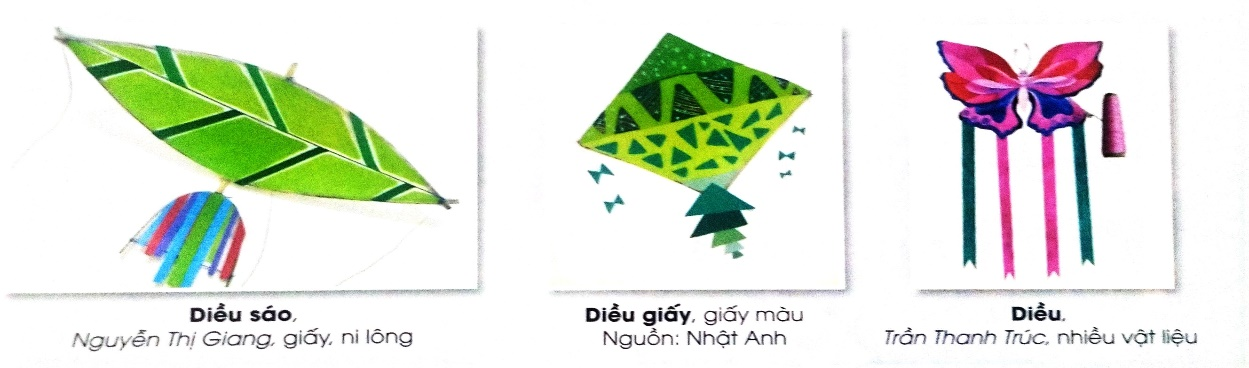 Diều sáo,
Nguyễn Thị Giang, giấy, ni lông
Diều giấy, giấy màu
Nguồn: Nhật Anh
Diều,
Trần Thanh Trúc, nhiều vật liệu